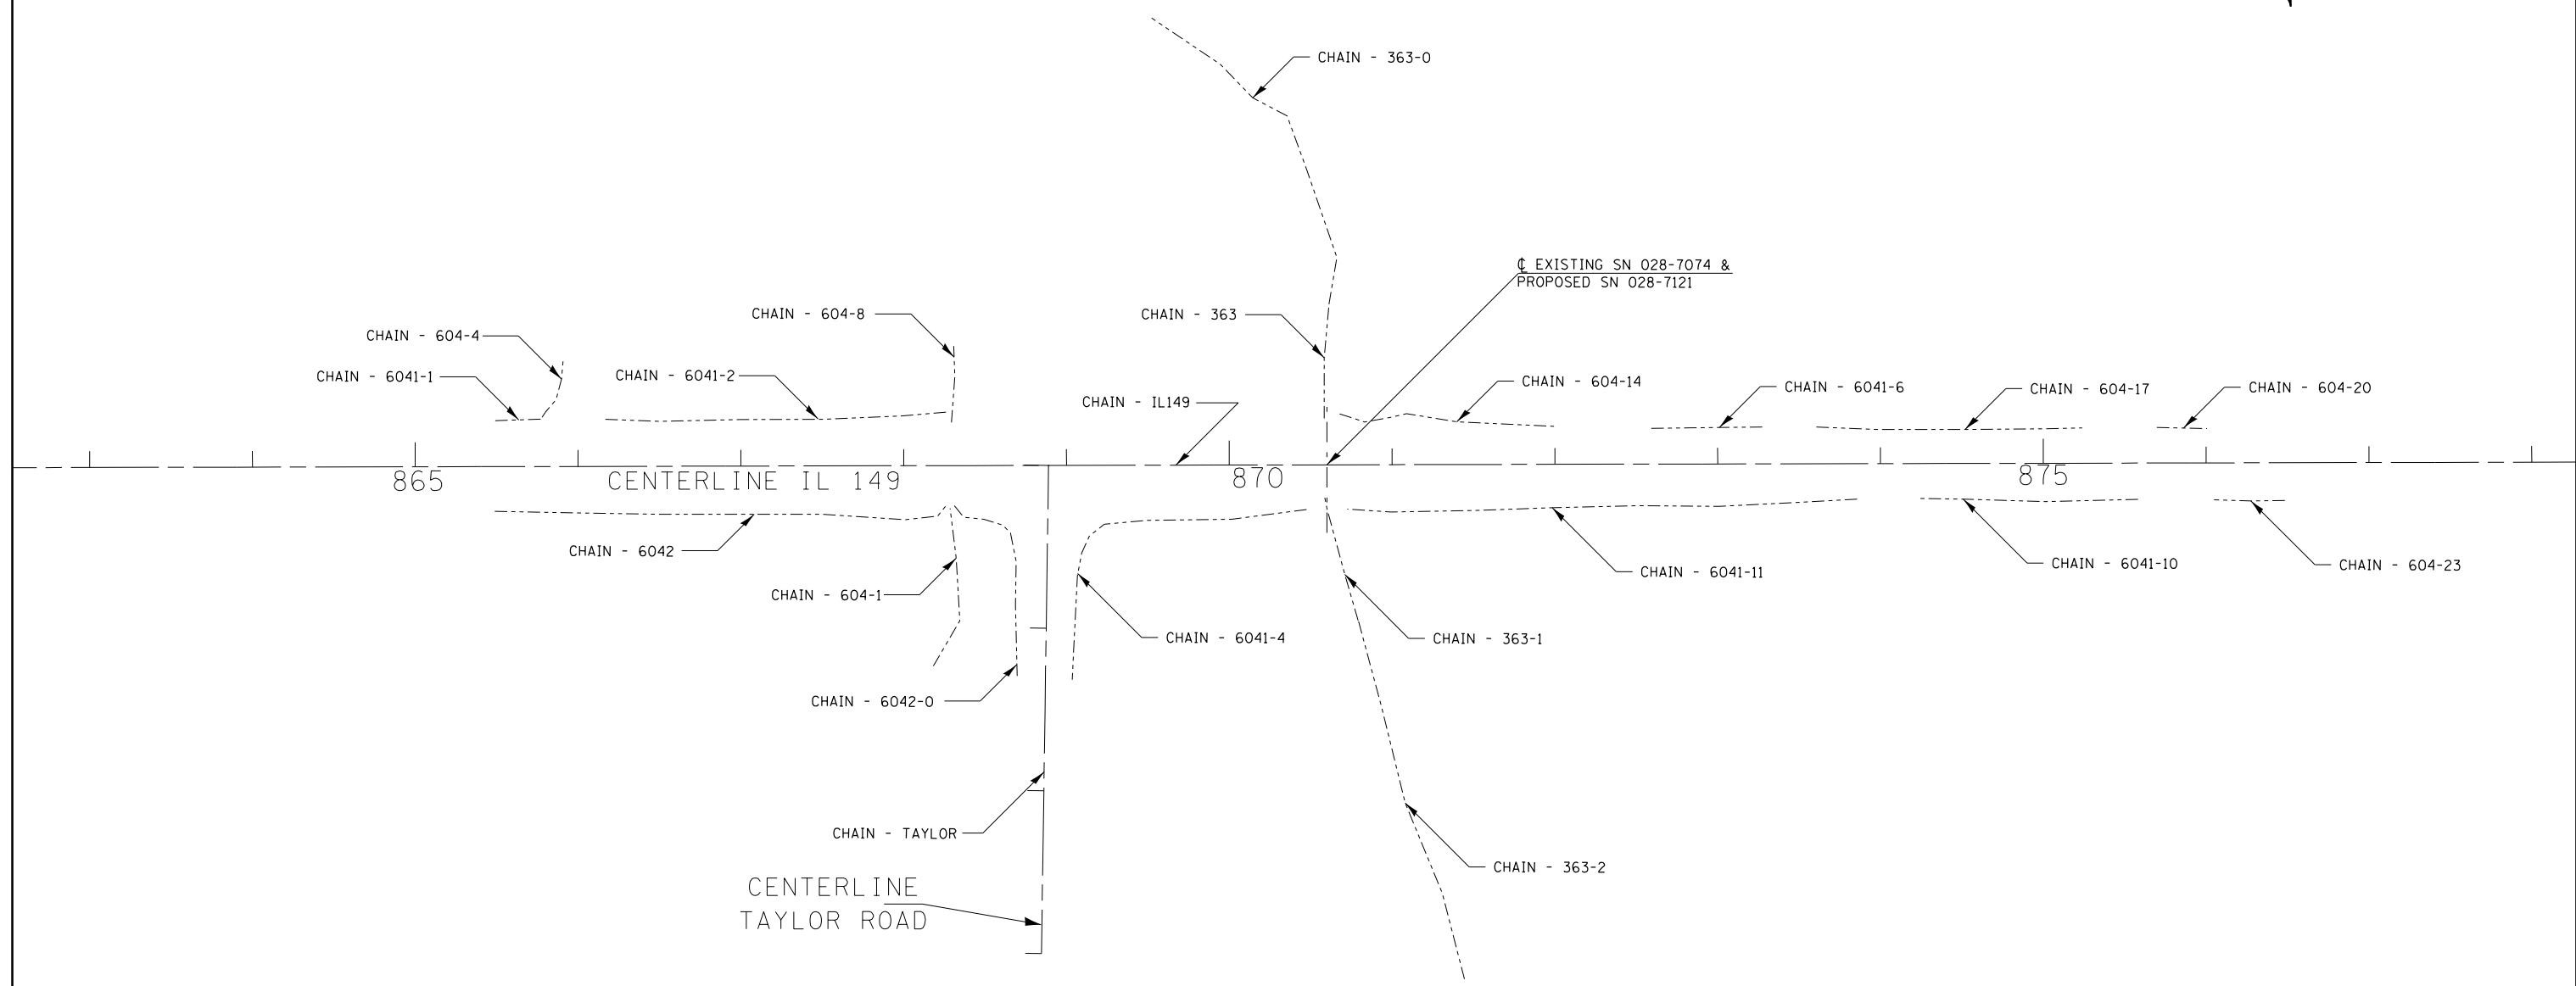 CHAIN - 363-0
℄ EXISTING SN 028-7074 &
PROPOSED SN 028-7121
CHAIN - 604-8
CHAIN - 363
CHAIN - 604-4
CHAIN - 6041-1
CHAIN - 6041-2
CHAIN - 604-14
CHAIN - 6041-6
CHAIN - 604-17
CHAIN - 604-20
CHAIN - IL149
865
CENTERLINE IL 149
870
875
CHAIN - 6042
CHAIN - 6041-11
CHAIN - 6041-10
CHAIN - 604-23
CHAIN - 604-1
CHAIN - 6041-4
CHAIN - 363-1
CHAIN - 6042-0
CHAIN - TAYLOR
CHAIN - 363-2
CENTERLINE
TAYLOR ROAD